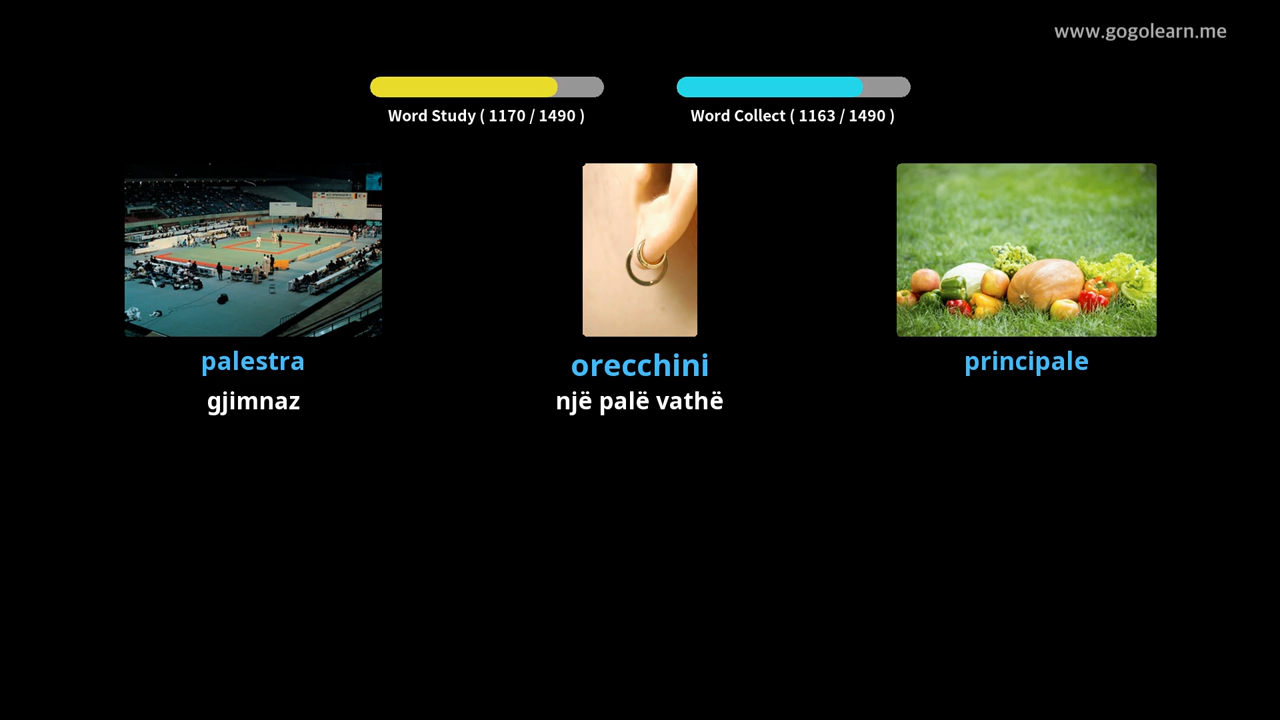 www.gogolearn.me
Word Study ( 1170 / 1490 )
Word Collect ( 1163 / 1490 )
palestra
gjimnaz
orecchini
një palë vathë
principale